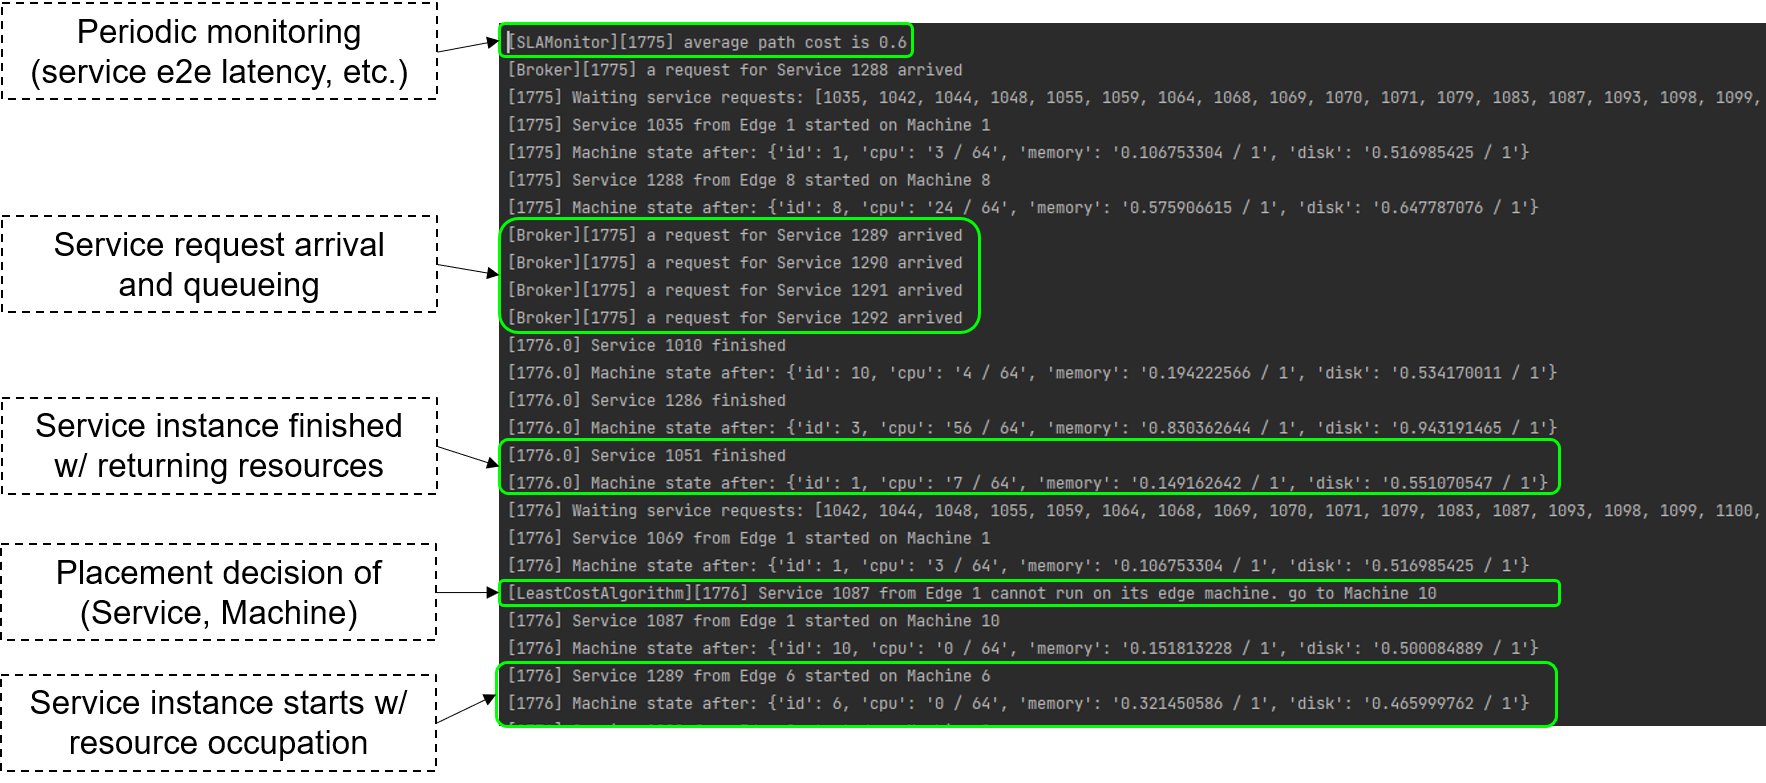 Periodic monitoring
(service e2e latency, etc.)
Service request arrival
and queueing
Service instance finished
w/ returning resources
Placement decision of
(Service, Machine)
Service instance starts w/
resource occupation
[SLAMonitor][1775] average path cost is 0.6
[Broker][1775] a request for Service 1288 arrived
[1775] Waiting service requests: [1035, 1042, 1044, 1048, 1055, 1059, 1064, 1068, 1069, 1070, 1071, 1079, 1083, 1087, 1093, 1098, 1099,
[1775] Service 1035 from Edge 1 started on Machine 1
[1775] Machine state after: {'id': 1, 'cpu': '3 / 64', 'memory': '0.106753304 / 1', 'disk': '0.516985425 / 1'}
[1775] Service 1288 from Edge 8 started on Machine 8
[1775] Machine state after: {'id': 8, 'cpu': '24 / 64', 'memory': '0.575906615 / 1', 'disk': '0.647787076 / 1'}
[Broker][1775] a request for Service 1289 arrived
[Broker][1775] a request for Service 1290 arrived
[Broker][1775] a request for Service 1291 arrived
[Broker][1775] a request for Service 1292 arrived
[1776.0] Service 1010 finished
[1776.0] Machine state after: {'id': 10, 'cpu': '4 / 64', 'memory': '0.194222566 / 1', 'disk': '0.534170011 / 1'}
[1776.0] Service 1286 finished
[1776.0] Machine state after: {'id': 3, 'cpu': '56 / 64', 'memory': '0.830362644 / 1', 'disk': '0.943191465 / 1'}
[1776.0] Service 1051 finished
[1776.0] Machine state after: {'id': 1, 'cpu': '7 / 64', 'memory': '0.149162642 / 1', 'disk': '0.551070547 / 1'}
[1776] Waiting service requests: [1042, 1044, 1048, 1055, 1059, 1064, 1068, 1069, 1070, 1071, 1079, 1083, 1087, 1093, 1098, 1099, 1100,
[1776] Service 1069 from Edge 1 started on Machine 1
[1776] Machine state after: {'id': 1, 'cpu': '3 / 64', 'memory': '0.106753304 / 1', 'disk': '0.516985425 / 1'}
[LeastCostAlgorithm][1776] Service 1087 from Edge 1 cannot run on its edge machine. go to Machine 10
[1776] Service 1087 from Edge 1 started on Machine 10
[1776] Machine state after: {'id': 10, 'cpu': '0 / 64', 'memory': '0.151813228 / 1', 'disk': '0.500084889 / 1'}
[1776] Service 1289 from Edge 6 started on Machine 6
[1776] Machine state after: {'id': 6, 'cpu': '0 / 64', 'memory': '0.321450586 / 1', 'disk': '0.465999762 / 1'}